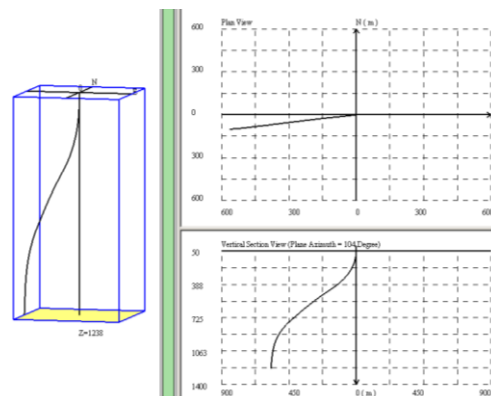 N
Z=1238
Plan View
N ( m )
600
300
0
300
600
600 300 0 300 600
Vertical Section View (Plane Azimuth = 104 Degree)
50
388
725
1063
1400
900 450 0 ( m ) 450 900